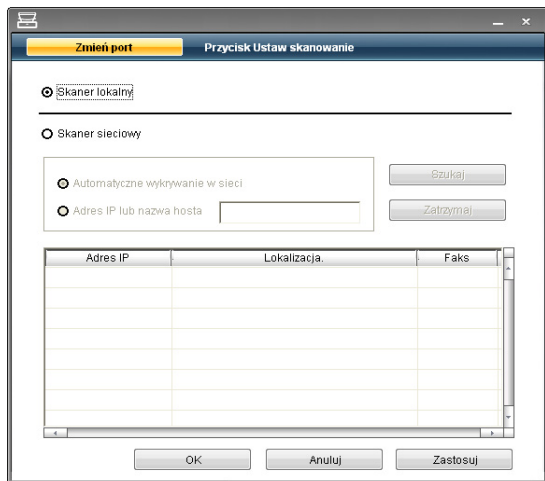 Zmień port Przycisk Ustaw skanowanie
Skaner lokalny
Skaner sieciowy
Automatyczne wykrywanie w sieci
Szukaj
Adres IP lub nazwa hosta
Zatrzymaj
Adres IP Lokalizacja. Faks
OK Anuluj Zastosuj